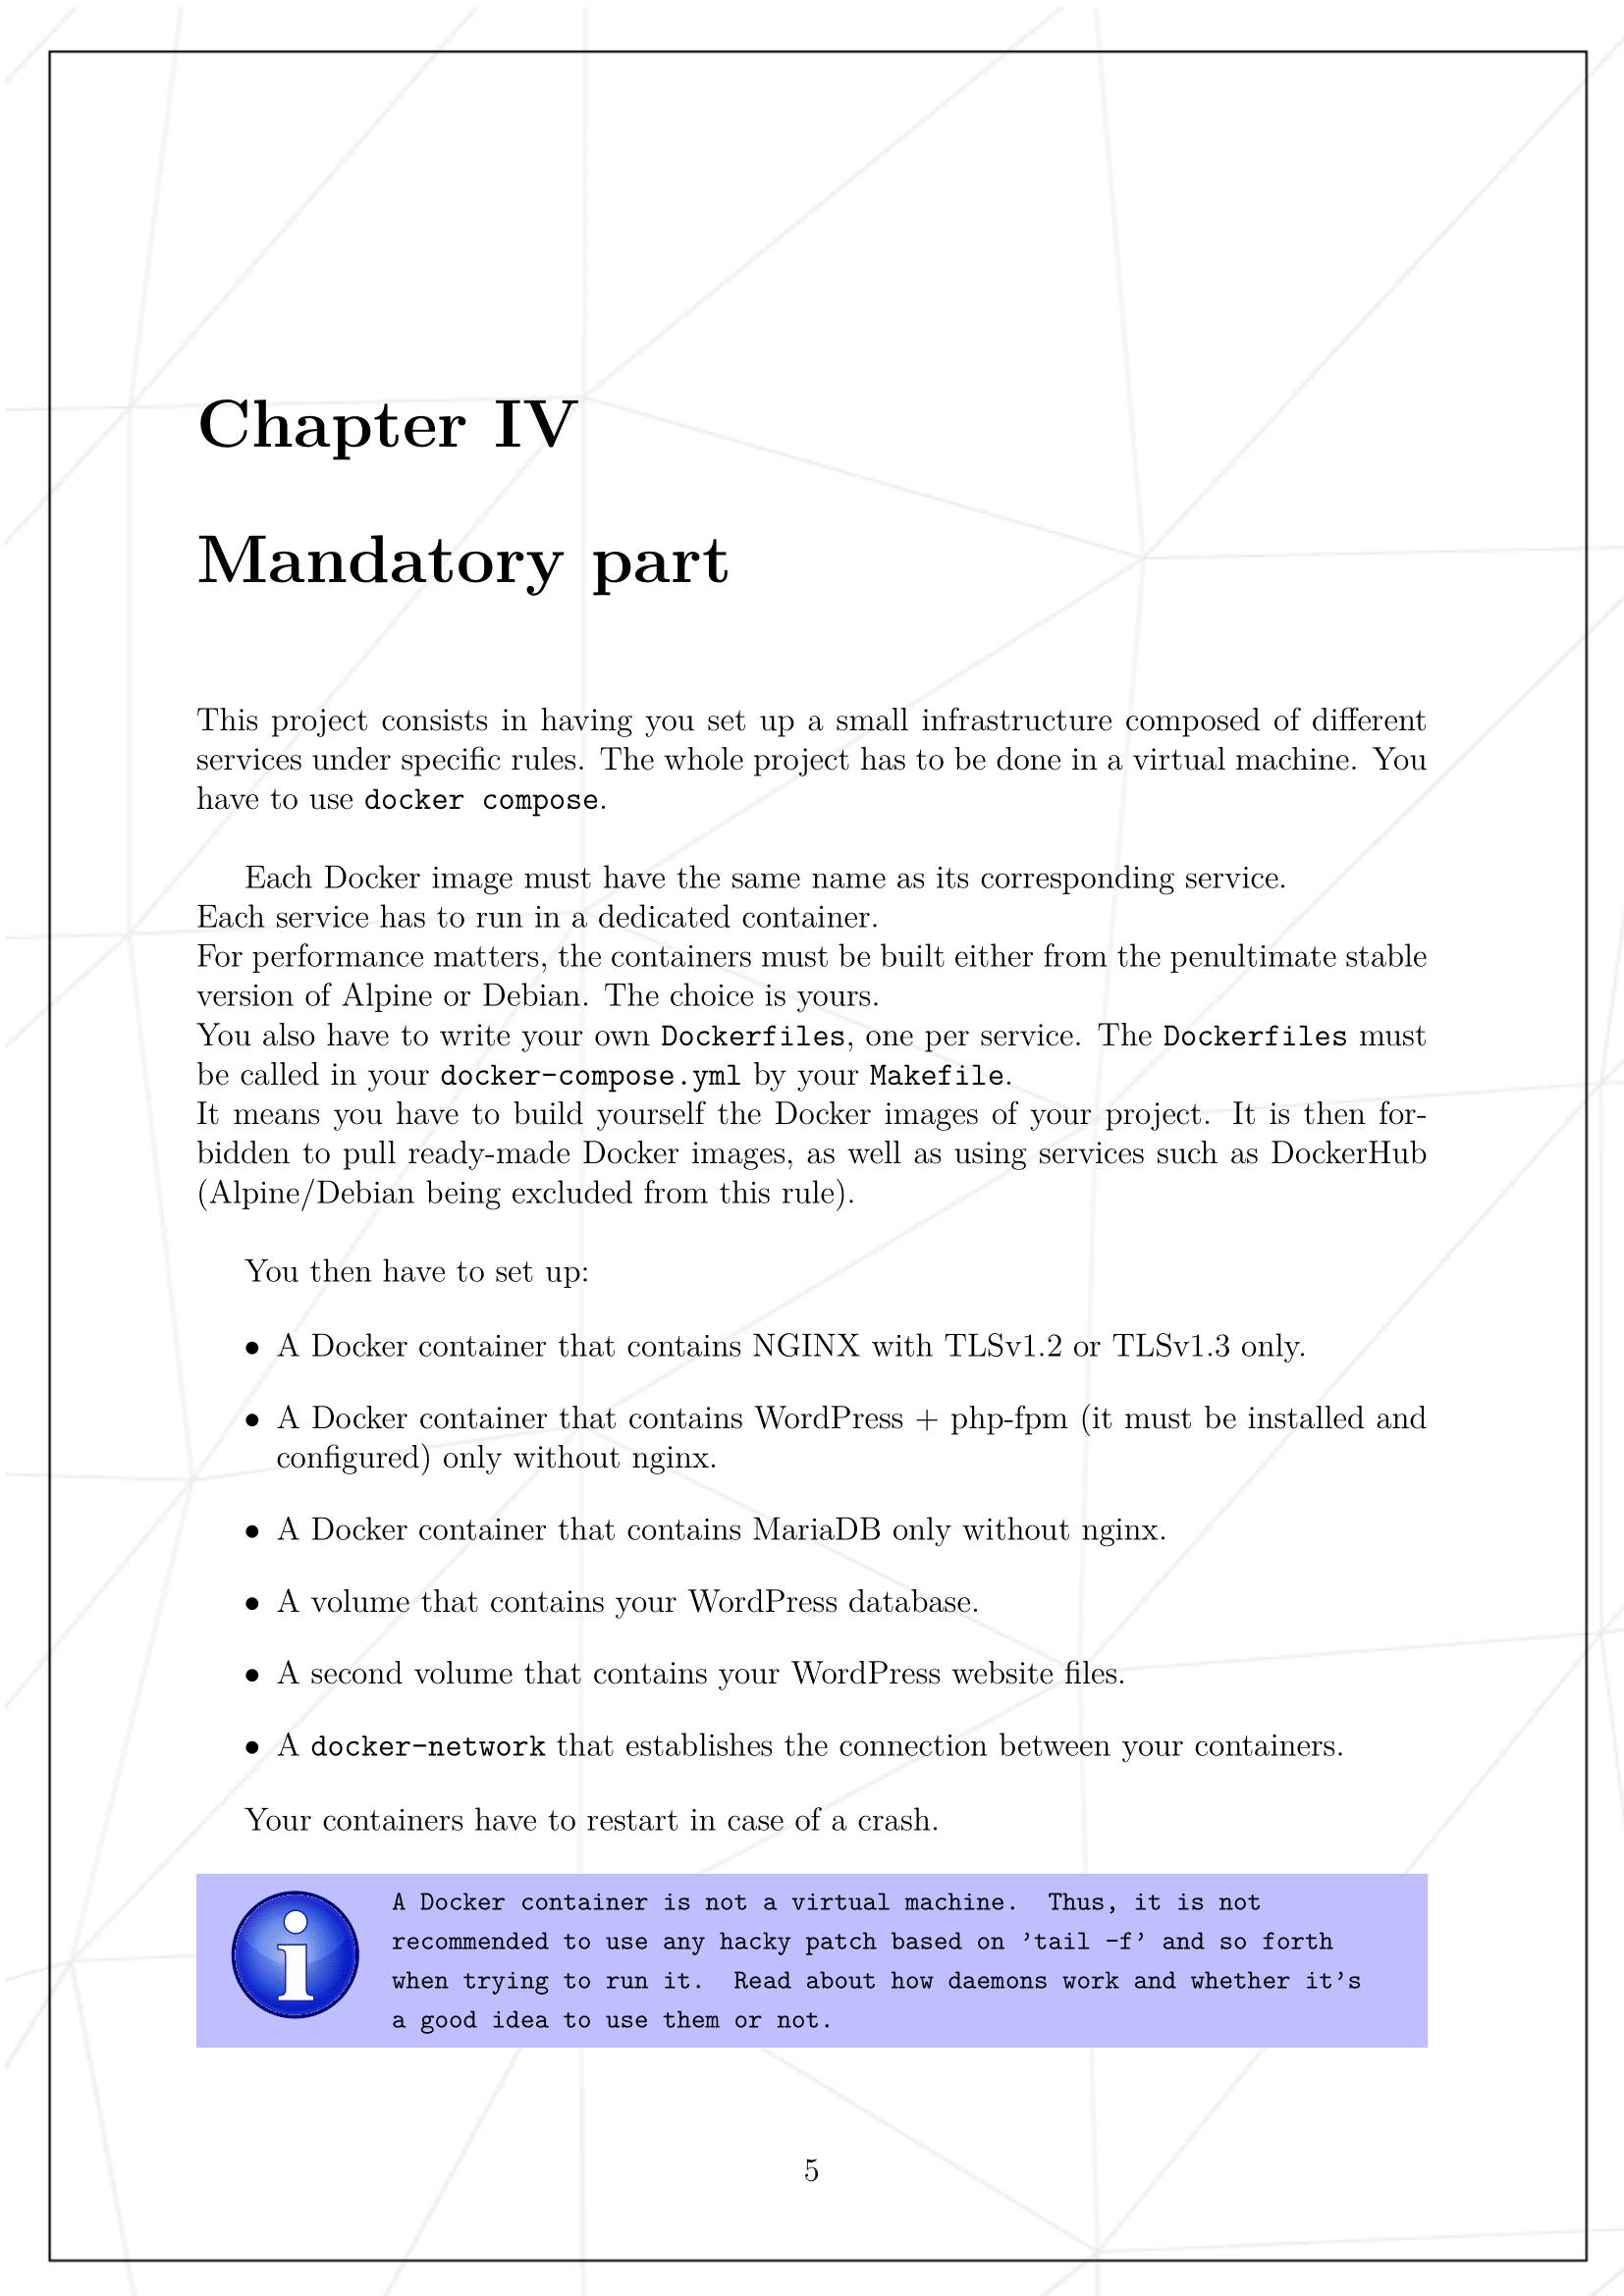 Chapter IV
Mandatory part
This project consists in having you set up a small infrastructure composed of different
services under specific rules. The whole project has to be done in a virtual machine. You
have to use docker compose.
Each Docker image must have the same name as its corresponding service.
Each service has to run in a dedicated container.
For performance matters, the containers must be built either from the penultimate stable
version of Alpine or Debian. The choice is yours.
You also have to write your own Dockerfiles, one per service. The Dockerfiles must
be called in your docker-compose.yml by your Makefile.
It means you have to build yourself the Docker images of your project. It is then for-
bidden to pull ready-made Docker images, as well as using services such as DockerHub
(Alpine/Debian being excluded from this rule).
You then have to set up:
• A Docker container that contains NGINX with TLSv1.2 or TLSv1.3 only.
• A Docker container that contains WordPress + php-fpm (it must be installed and
configured) only without nginx.
• A Docker container that contains MariaDB only without nginx.
• A volume that contains your WordPress database.
• A second volume that contains your WordPress website files.
• A docker-network that establishes the connection between your containers.
Your containers have to restart in case of a crash.
A Docker container is not a virtual machine. Thus, it is not
recommended to use any hacky patch based on ’tail -f’ and so forth
when trying to run it. Read about how daemons work and whether it’s
a good idea to use them or not.
5